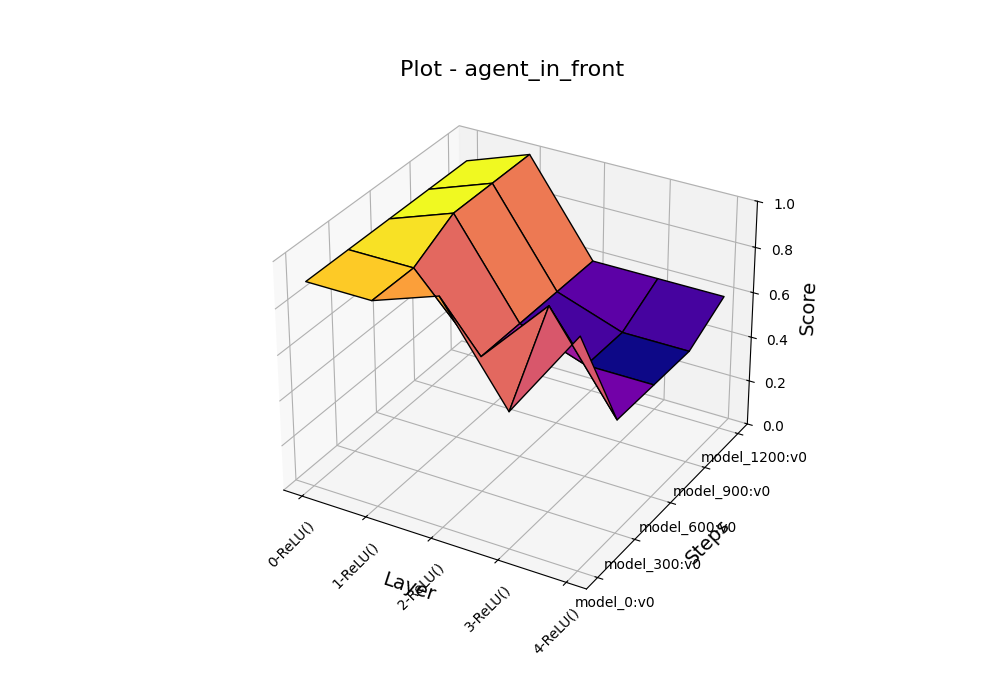 Plot - agent_in_front
1.0
0.8
0.6
0.4
0.2
0.0
Score
model_1200:v0
model_900:v0
model_600:v0
model_300:v0
model_0:v0
Steps
0-ReLU()
1-ReLU()
2-ReLU()
3-ReLU()
4-ReLU()
Layer